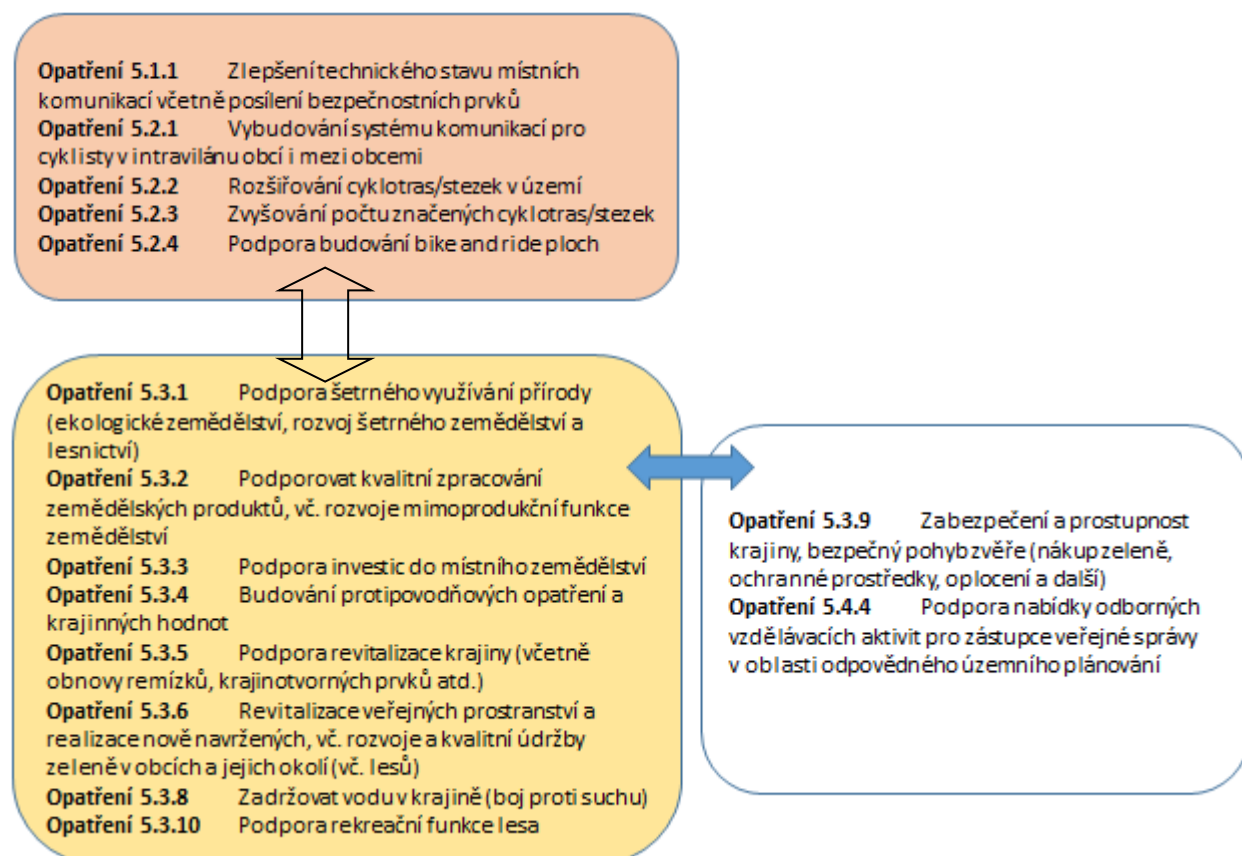 Opatření 5.1.1 Zlepšení technického stavu místních
komunikací včetně posílení bezpečnostních prvků
Opatření 5.2.1 Vybudování systému komunikací pro
cyklisty v intravilánu obcí i mezi obcemi
Opatření 5.2.2 Rozšiřování cyklotras/stezek v území
Opatření 5.2.3 Zvyšování počtu značených cyklotras/stezek
Opatření 5.2.4 Podpora budování bike and ride ploch
Opatření 5.3.1 Podpora šetrného využívání přírody
(ekologické zemědělství, rozvoj šetrného zemědělství a
lesnictví)
Opatření 5.3.2 Podporovat kvalitní zpracování
zemědělských produktů, vč. rozvoje mimoprodukční funkce
zemědělství
Opatření 5.3.3 Podpora investic do místního zemědělství
Opatření 5.3.4 Budování protipovodňových opatření a
krajinných hodnot
Opatření 5.3.5 Podpora revitalizace krajiny (včetně
obnovy remízků, krajinotvorných prvků atd.)
Opatření 5.3.6 Revitalizace veřejných prostranství a
realizace nově navržených, vč. rozvoje a kvalitní údržby
zeleně v obcích a jejich okolí (vč. lesů)
Opatření 5.3.8 Zadržovat vodu v krajině (boj proti suchu)
Opatření 5.3.10 Podpora rekreační funkce lesa
Opatření 5.3.9 Zabezpečení a prostupnost
krajiny, bezpečný pohyb zvěře (nákup zeleně,
ochranné prostředky, oplocení a další)
Opatření 5.4.4 Podpora nabídky odborných
vzdělávacích aktivit pro zástupce veřejné správy
v oblasti odpovědného územního plánování